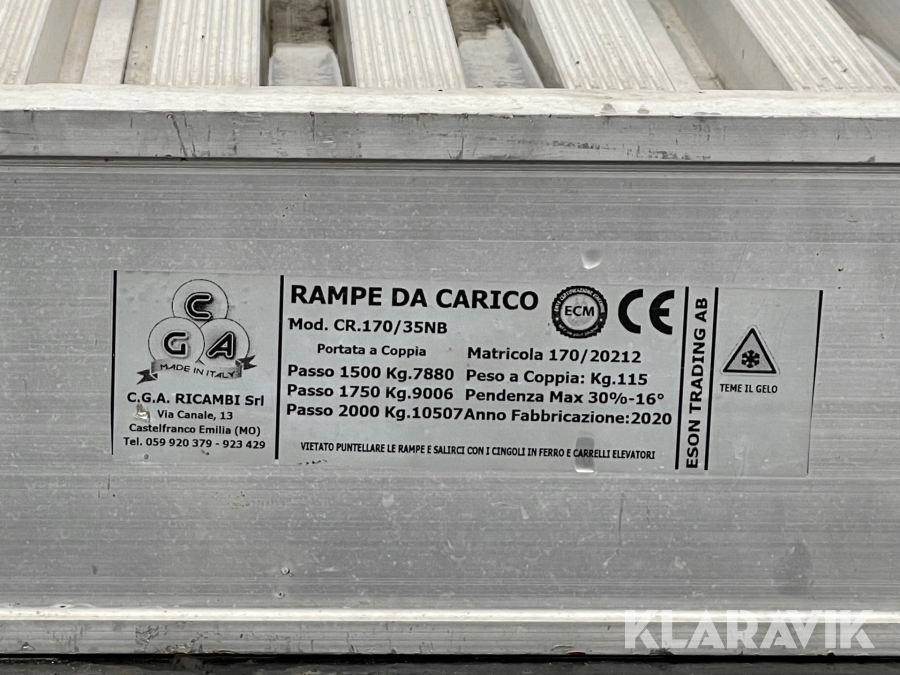 C
G A
MADE IN ITALY
C.G.A. RICAMBI Srl
Via Canale, 13
Castelfranco Emilia (MO)
Tel. 059 920 379 - 923 429
RAMPE DA CARICO
ECM
CE
Mod. CR.170/35NB
Portata a Coppia
Matricola 170/20212
Passo 1500 Kg.7880
Peso a Coppia: Kg.115
Passo 1750 Kg.9006
Pendenza Max 30%-16°
Passo 2000 Kg.10507
Anno Fabbricazione:2020
VIETATO PUNTELLARE LE RAMPE E SALIRCI CON I CINGOLI IN FERRO E CARRELLI ELEVATORI
ESON TRADING AB
TEME IL GELO
KLARAVIK